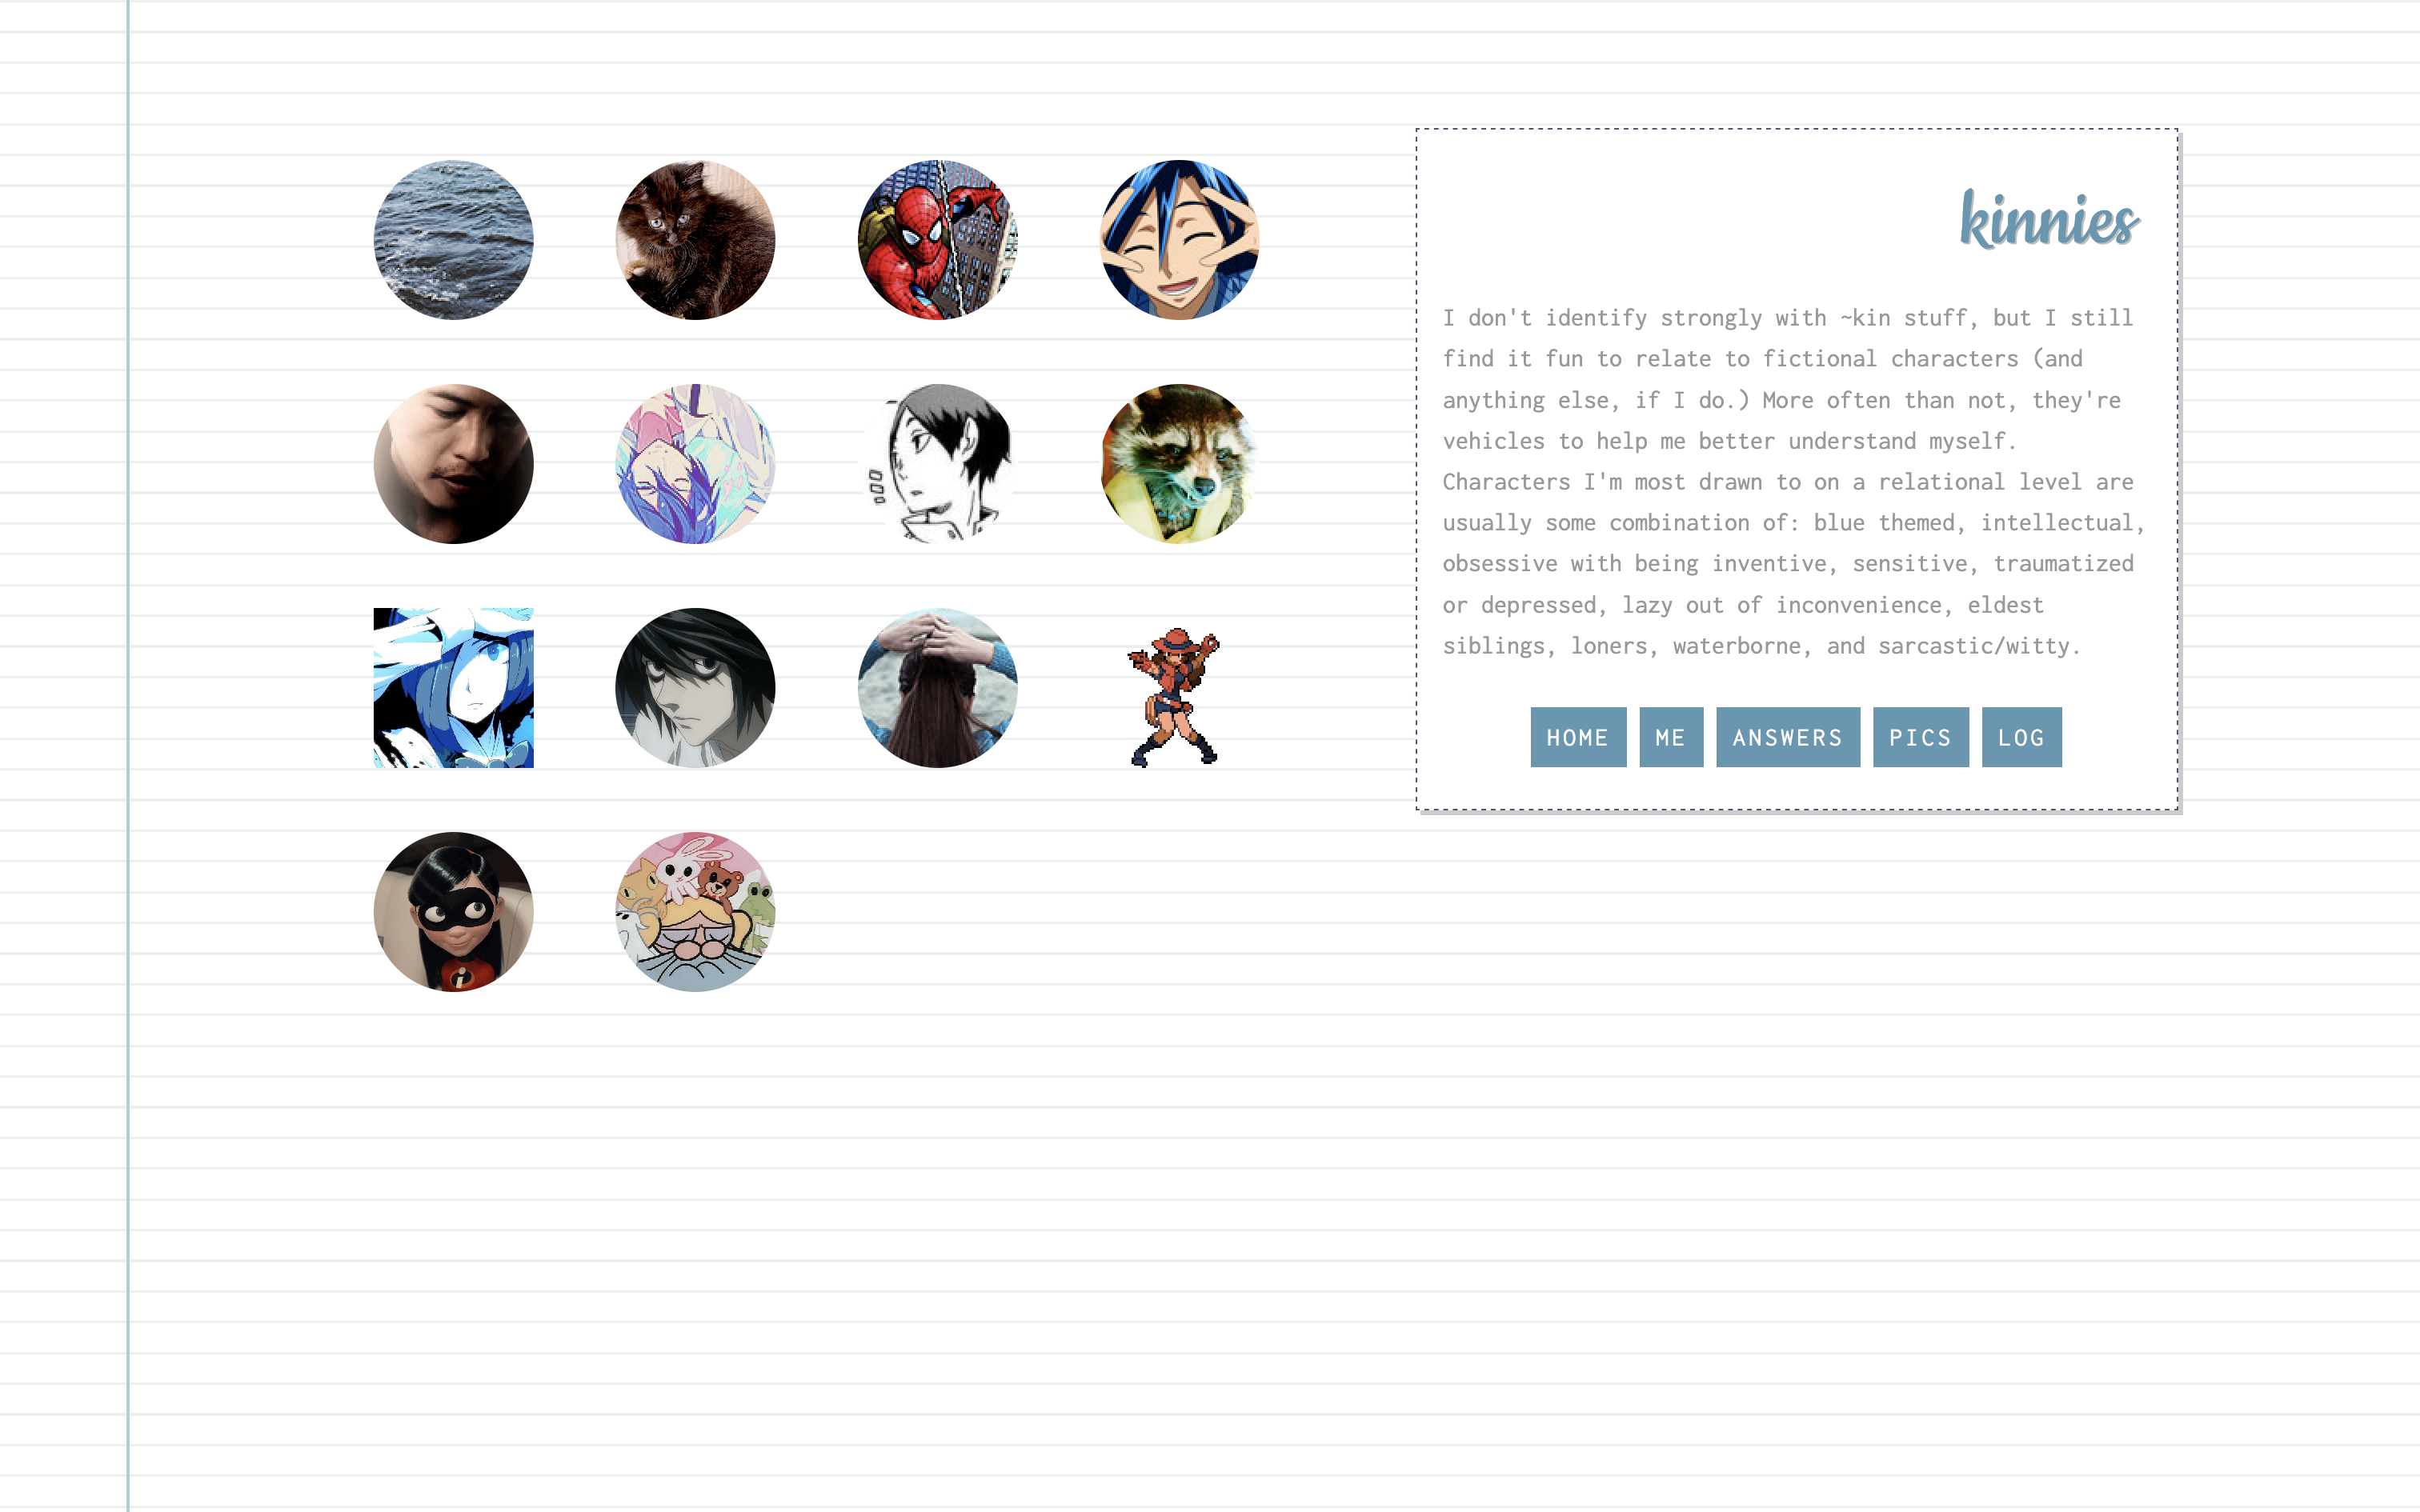 kinnies
I don't identify strongly with ~kin stuff, but I still
find it fun to relate to fictional characters (and
anything else, if I do.) More often than not, they're
vehicles to help me better understand myself.
Characters I'm most drawn to on a relational level are
usually some combination of: blue themed, intellectual,
obsessive with being inventive, sensitive, traumatized
or depressed, lazy out of inconvenience, eldest
siblings, loners, waterborne, and sarcastic/witty.
HOME ME ANSWERS PICS LOG